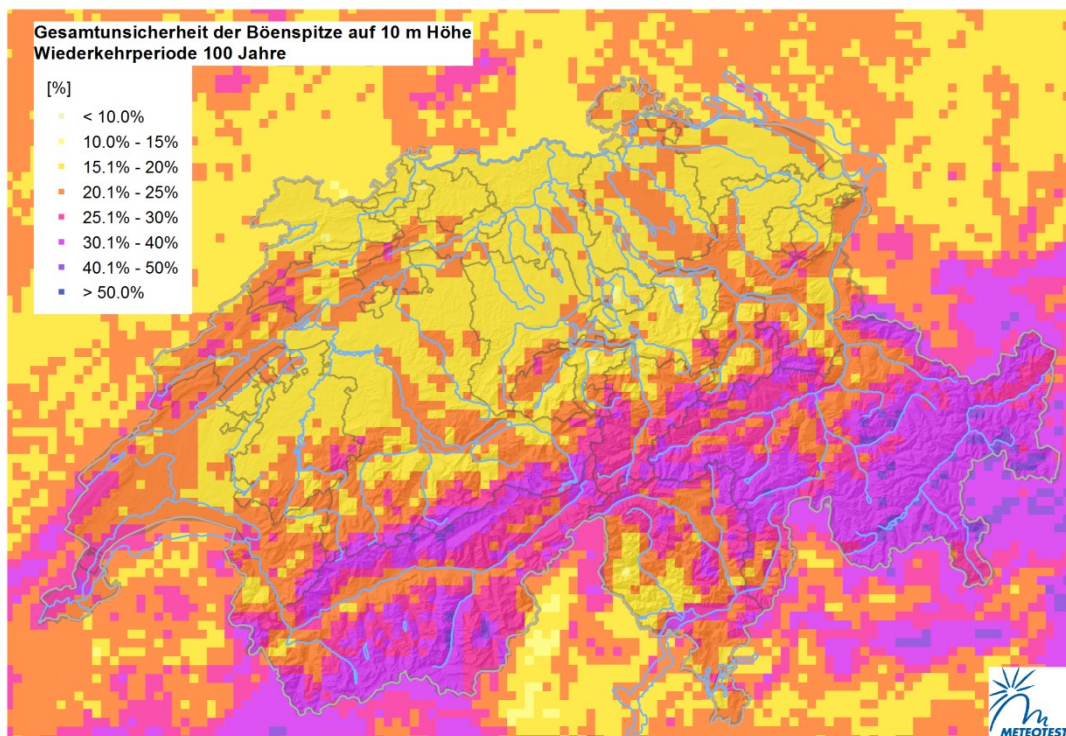 Gesamtunsicherheit der Böenspitze auf 10 m Höhe
Wiederkehrperiode 100 Jahre
[%]
< 10.0%
10.0% - 15%
15.1% - 20%
20.1% - 25%
25.1% - 30%
30.1% - 40%
40.1% - 50%
> 50.0%
METEOTEST